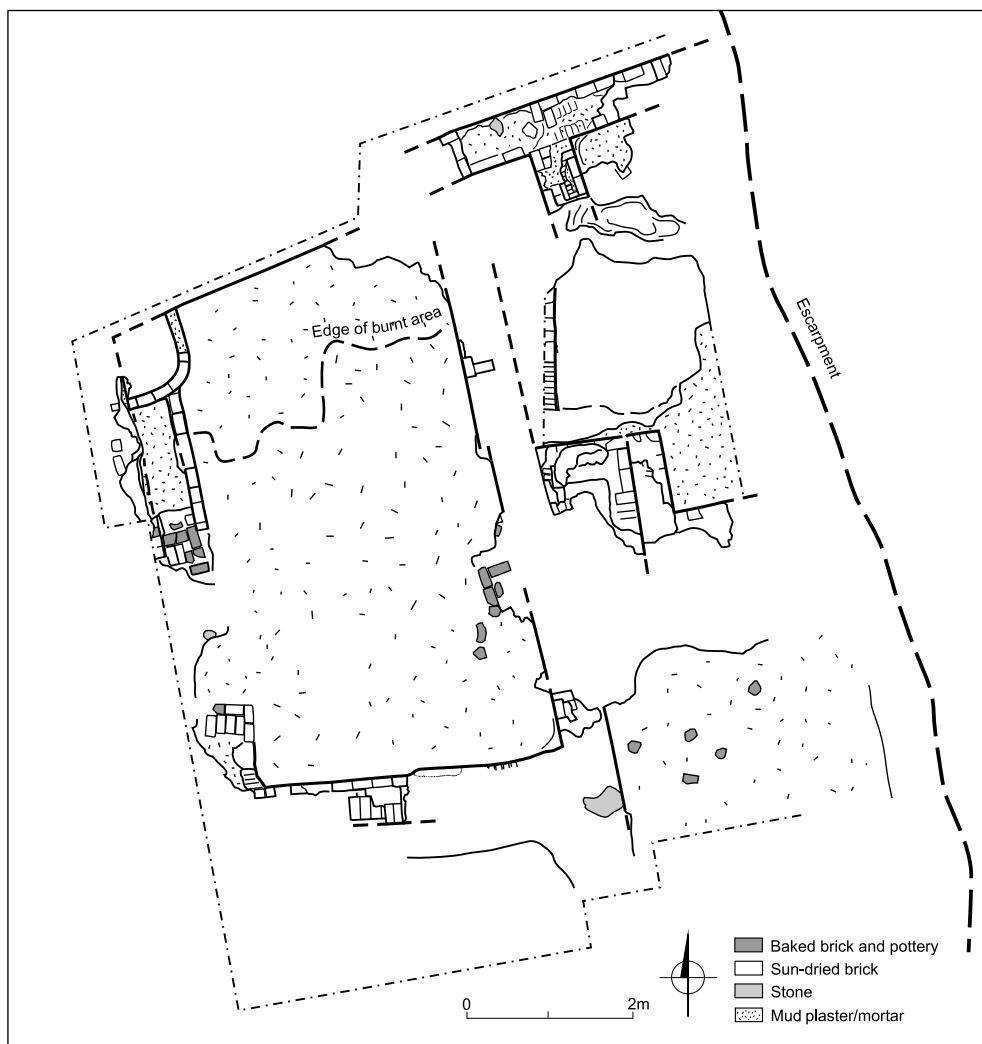 Edge of burnt area
Escarpment
Baked brick and pottery
Sun-dried brick
Stone
Mud plaster/mortar
0 2m